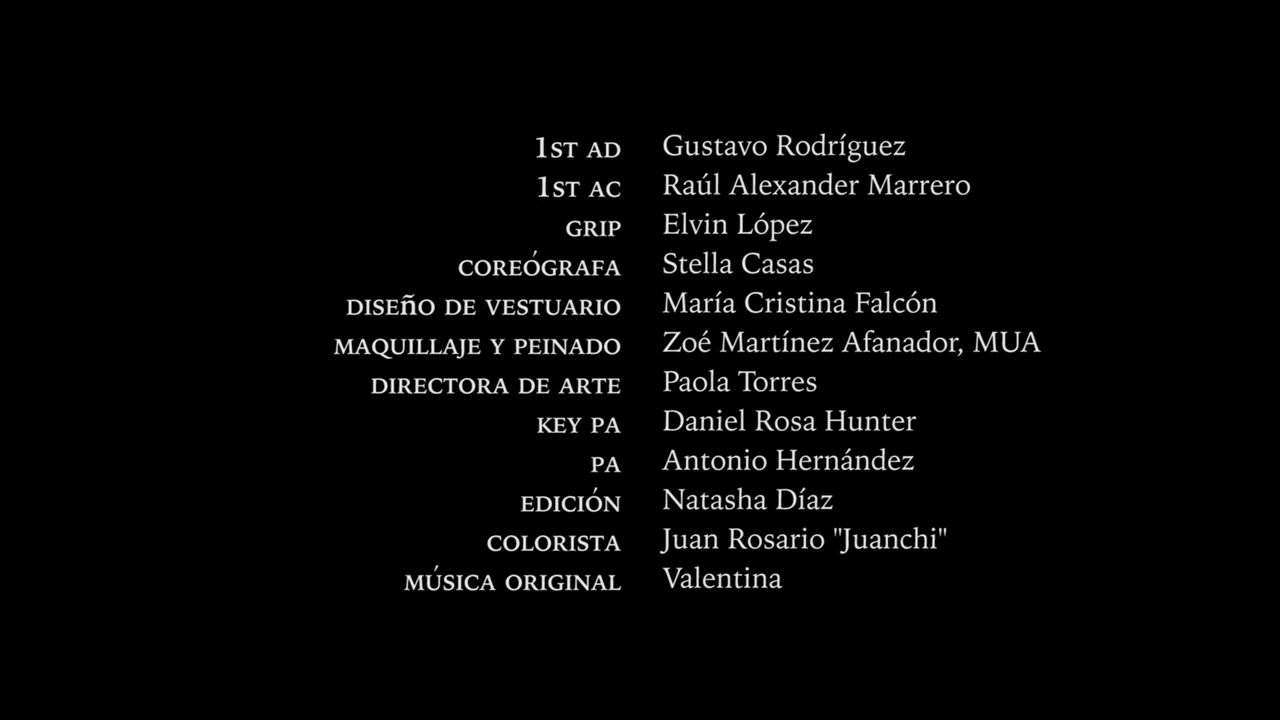 1ST AD Gustavo Rodríguez
1ST AC Raúl Alexander Marrero
GRIP Elvin López
COREÓGRAFA Stella Casas
DISEñO DE VESTUARIO María Cristina Falcón
MAQUILLAJE Y PEINADO Zoé Martínez Afanador, MUA
DIRECTORA DE ARTE Paola Torres
KEY PA Daniel Rosa Hunter
PA Antonio Hernández
EDICIÓN Natasha Díaz
COLORISTA Juan Rosario "Juanchi"
MÚSICA ORIGINAL Valentina